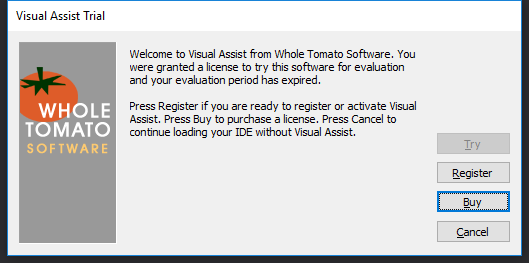 Visual Assist Trial
WHOLE
TOMATO
SOFTWARE
Welcome to Visual Assist from Whole Tomato Software. You
were granted a license to try this software for evaluation
and your evaluation period has expired.
Press Register if you are ready to register or activate Visual
Assist. Press Buy to purchase a license. Press Cancel to
continue loading your IDE without Visual Assist.
Try
Register
Buy
Cancel